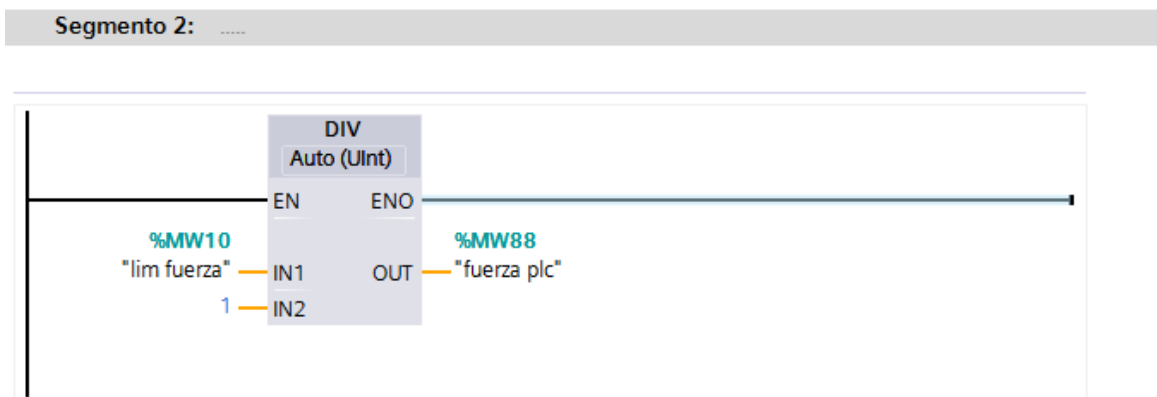 Segmento 2: .....
DIV
Auto (UInt)
EN ENO
%MW10 %MW88
"lim fuerza" IN1 OUT "fuerza plc"
1 IN2